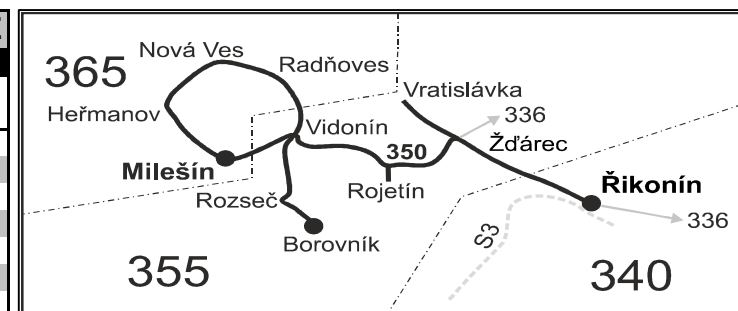 Nová Ves
365
Radňoves
Vratislávka
Heřmanov
336
Vidonín
Žďárec
350
Milešín
Rojetín
Řikonín
Rozseč
336
S3
Borovník
355
340